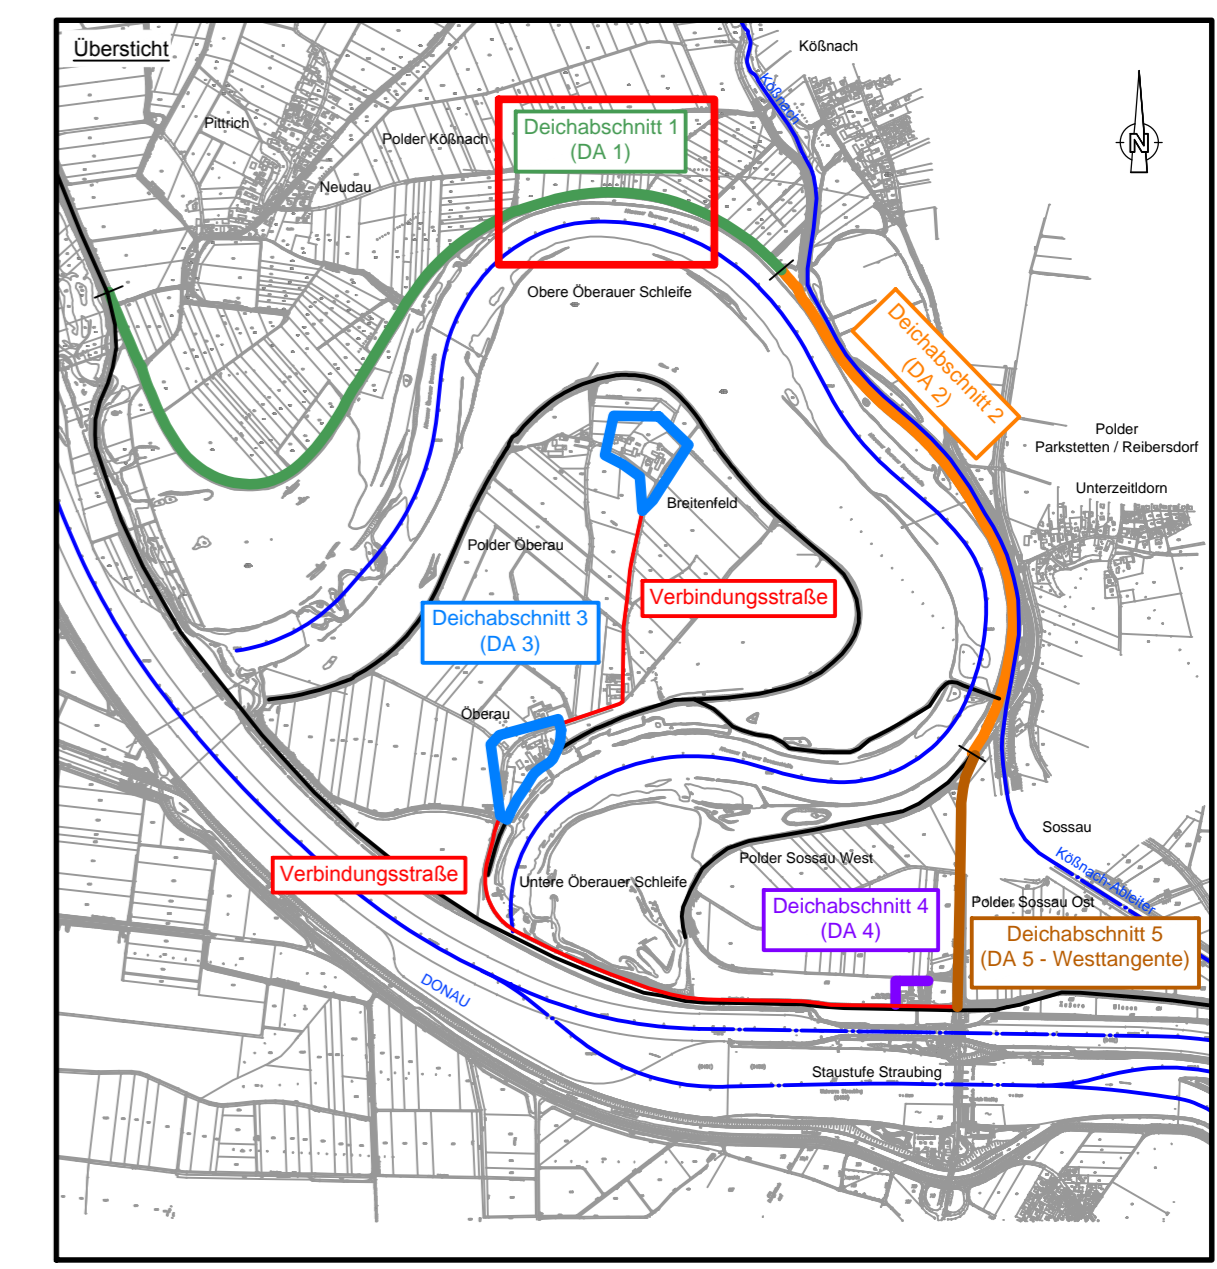 Übersticht
Kößnach
Kößnach
Pittrich
Polder Kößnach
Neudau
Deichabschnitt 1
(DA 1)
N
Obere Öberauer Schleife
Deichabschnitt 2
(DA 2)
Polder
Parkstetten / Reibersdorf
Unterzeitldorn
Breitenfeld
Polder Öberau
Verbindungsstraße
Deichabschnitt 3
(DA 3)
Öberau
Sossau
Kößnach-Ableiter
Polder Sossau West
Verbindungsstraße
Untere Öberauer Schleife
Deichabschnitt 4
(DA 4)
Polder Sossau Ost
Deichabschnitt 5
(DA 5 - Westtangente)
DONAU
Staustufe Straubing